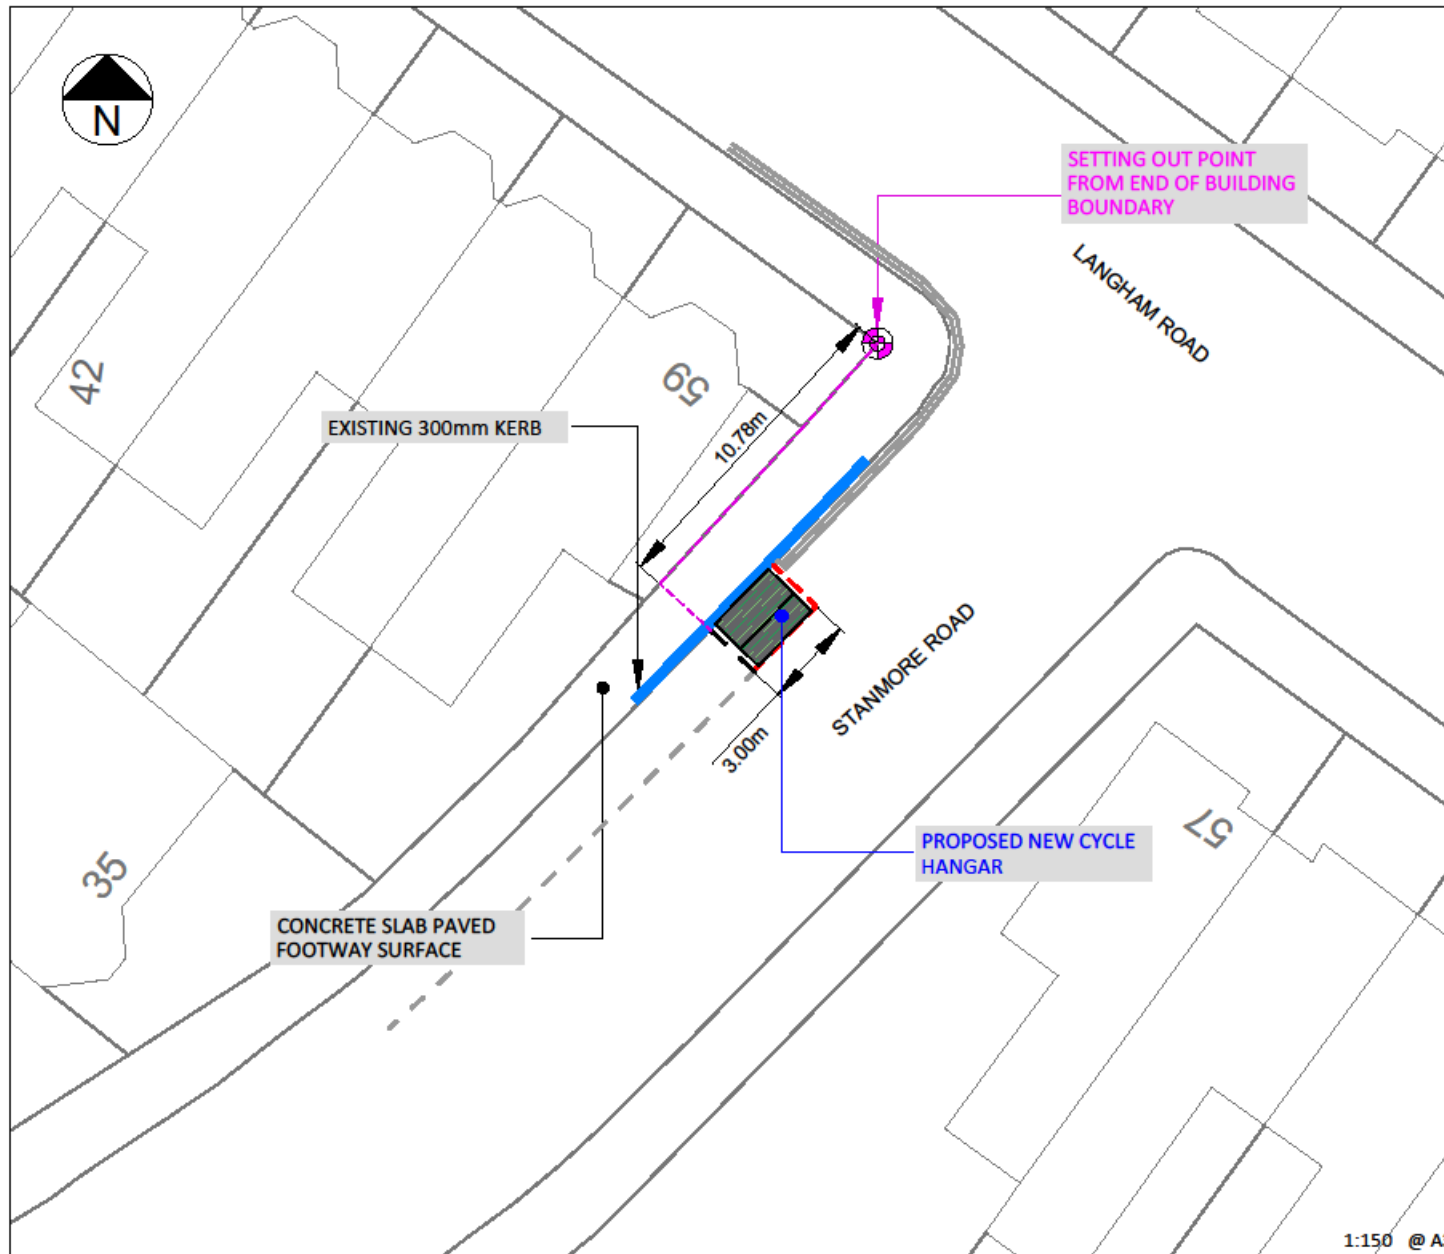 N
SETTING OUT POINT
FROM END OF BUILDING
BOUNDARY
LANGHAM ROAD
42
59
EXISTING 300mm KERB
10.78m
STANMORE ROAD
3.00m
57
PROPOSED NEW CYCLE
HANGAR
35
CONCRETE SLAB PAVED
FOOTWAY SURFACE
1:150 @ A